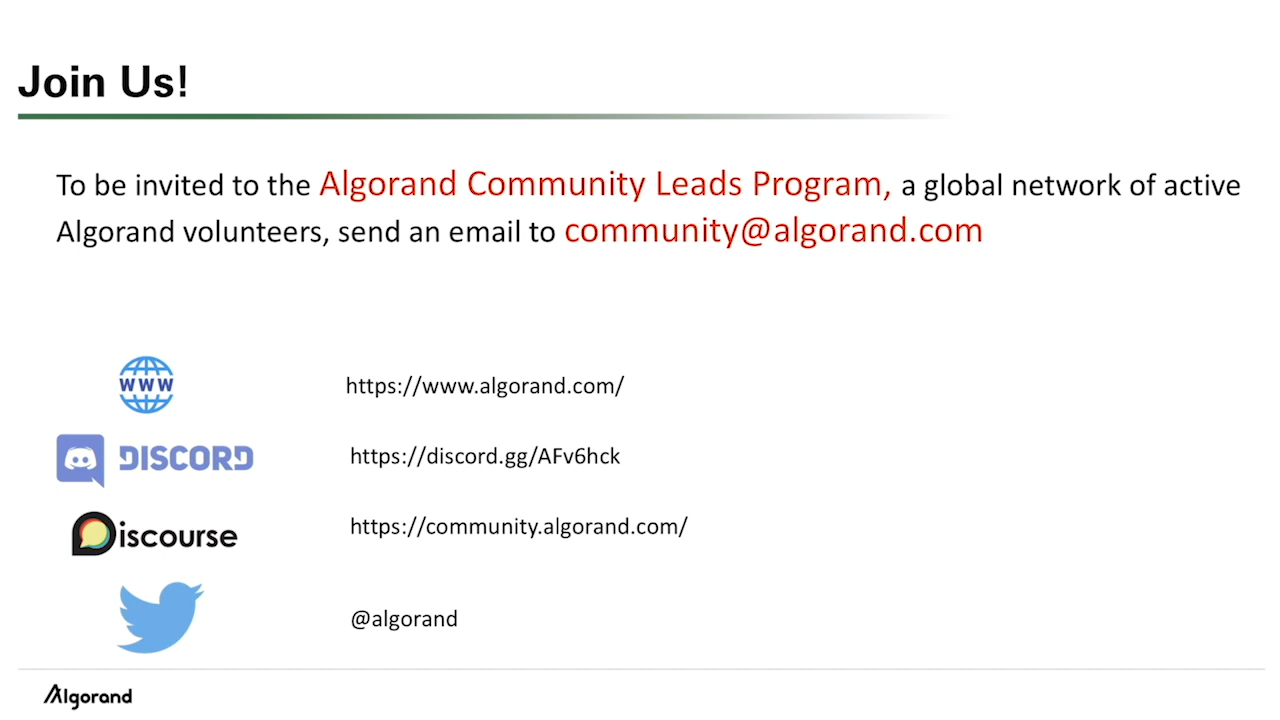 Join Us!
To be invited to the Algorand Community Leads Program, a global network of active
Algorand volunteers, send an email to community@algorand.com
WWW
https://www.algorand.com/
DISCORD
https://discord.gg/AFv6hck
Discourse
https://community.algorand.com/
@algorand
Algorand